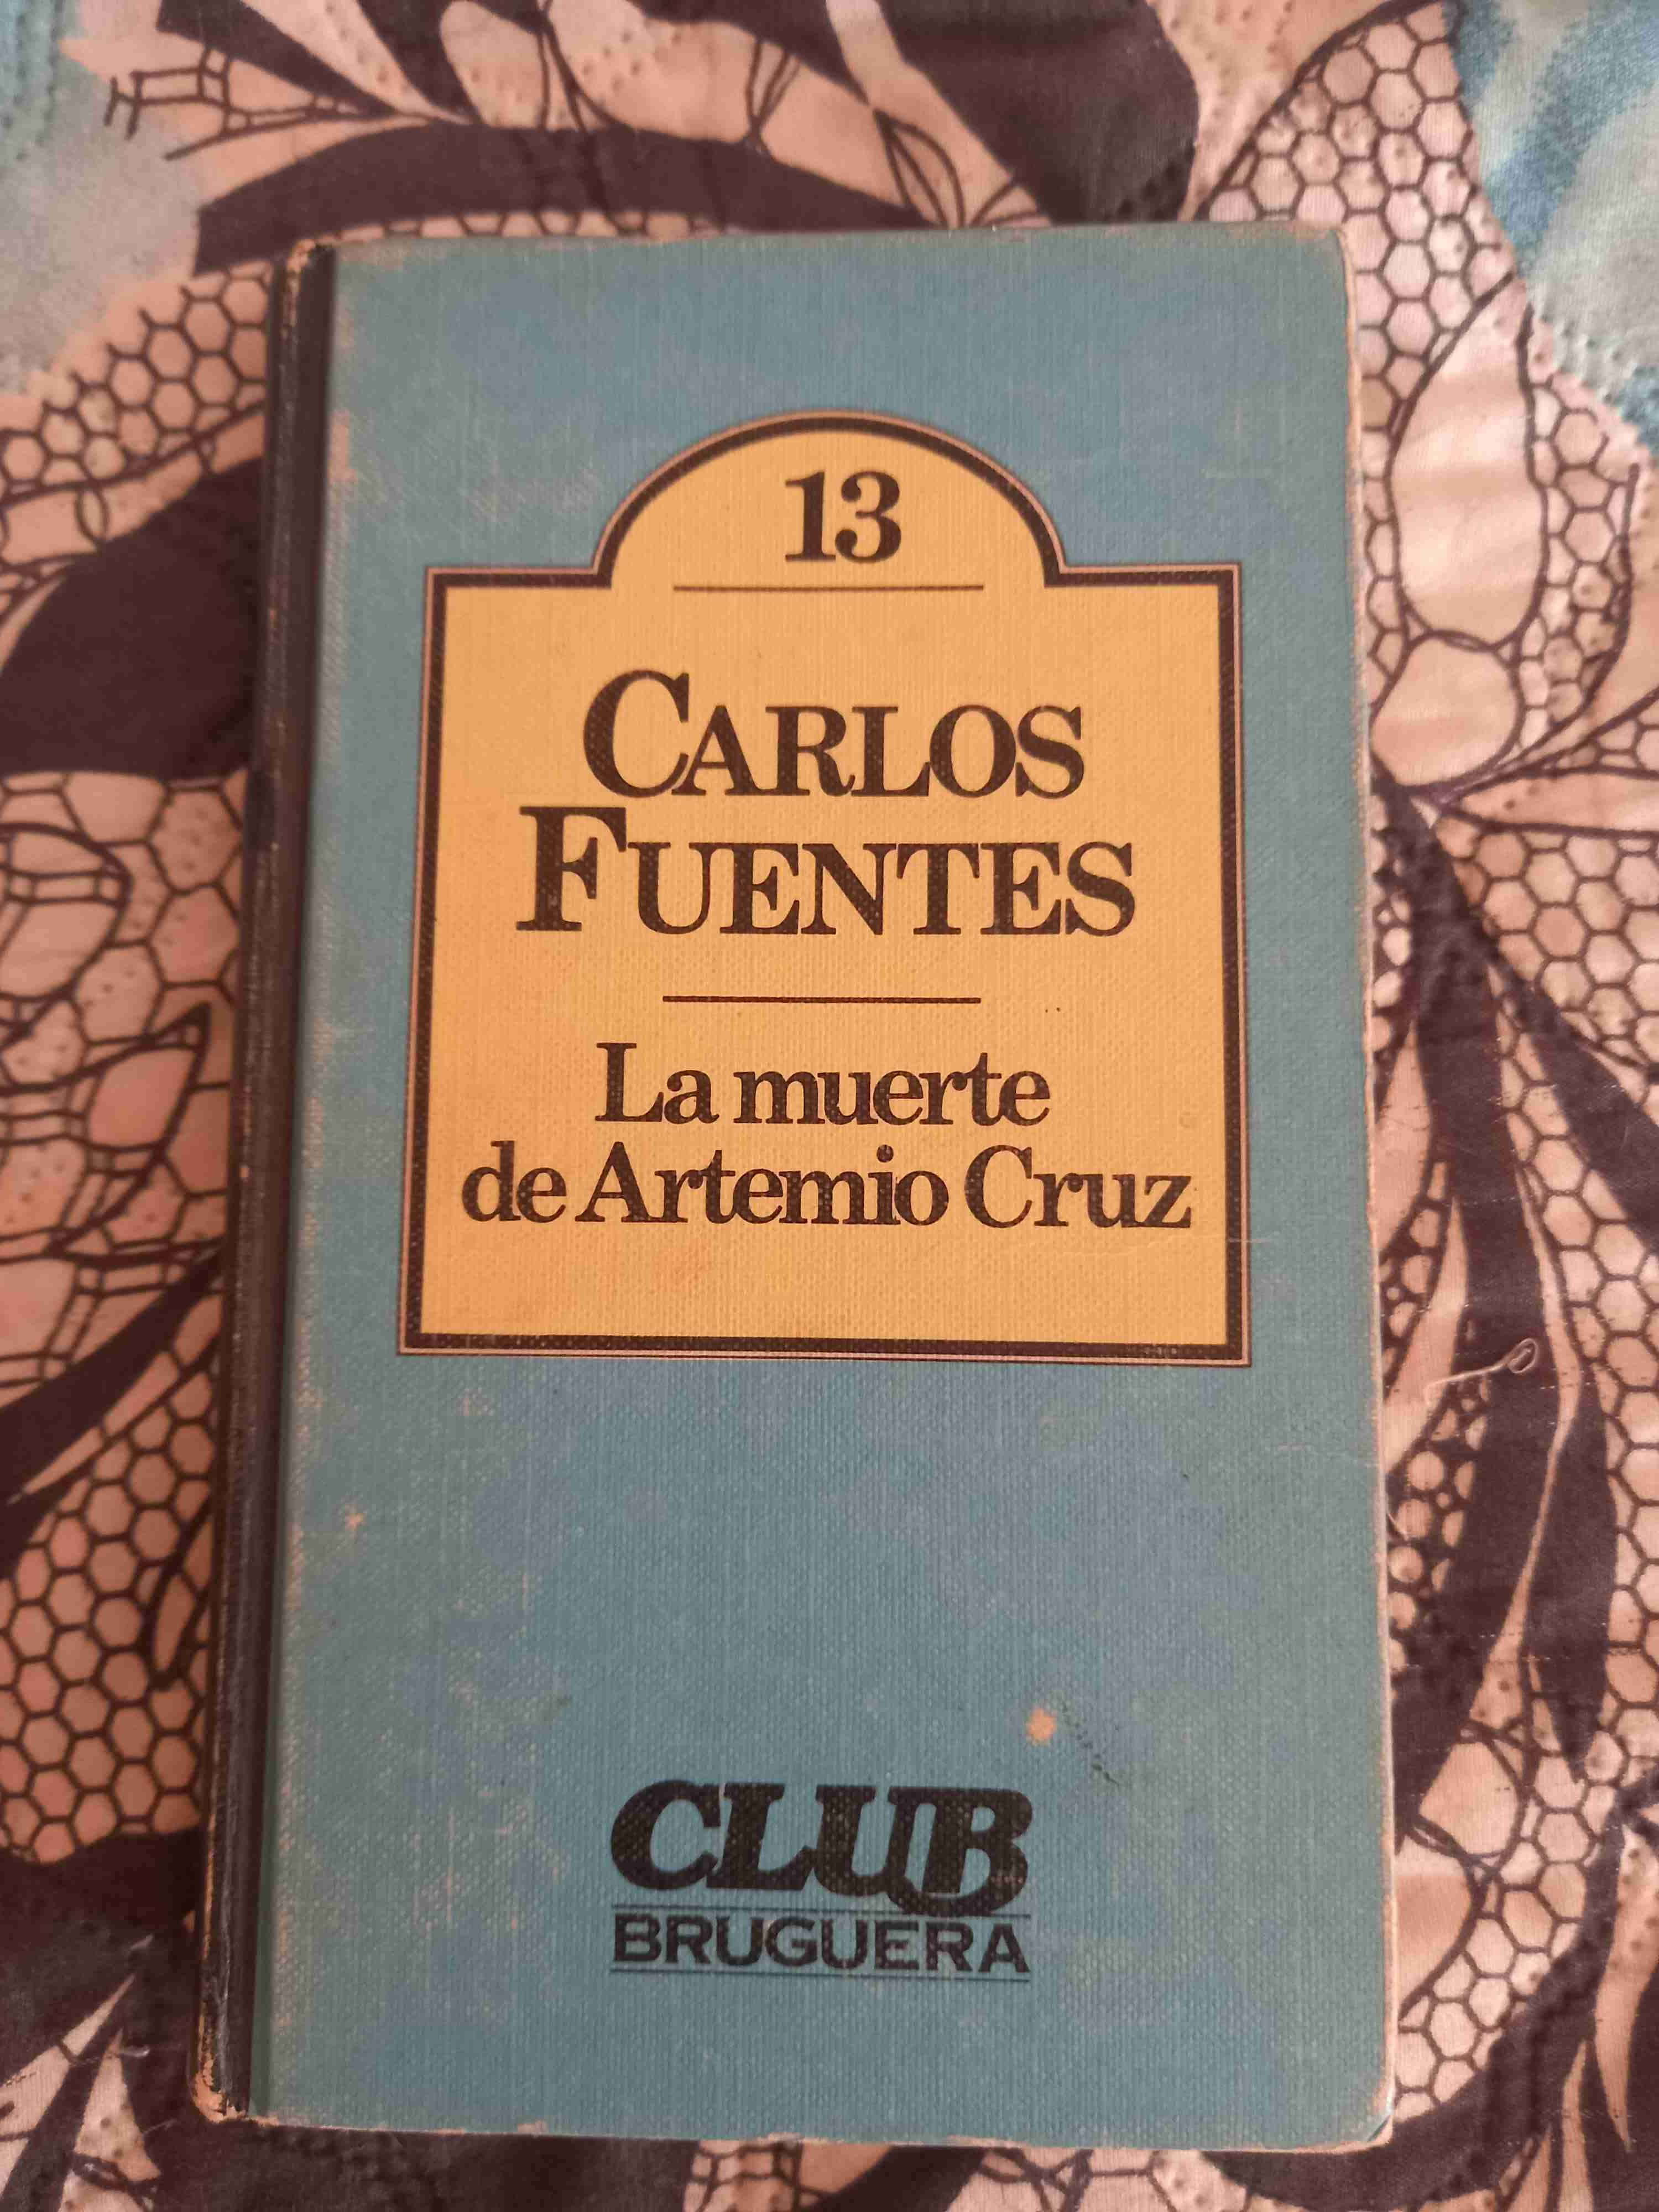 13
CARLOS
FUENTES
La muerte
de Artemio Cruz
CLUB
BRUGUERA